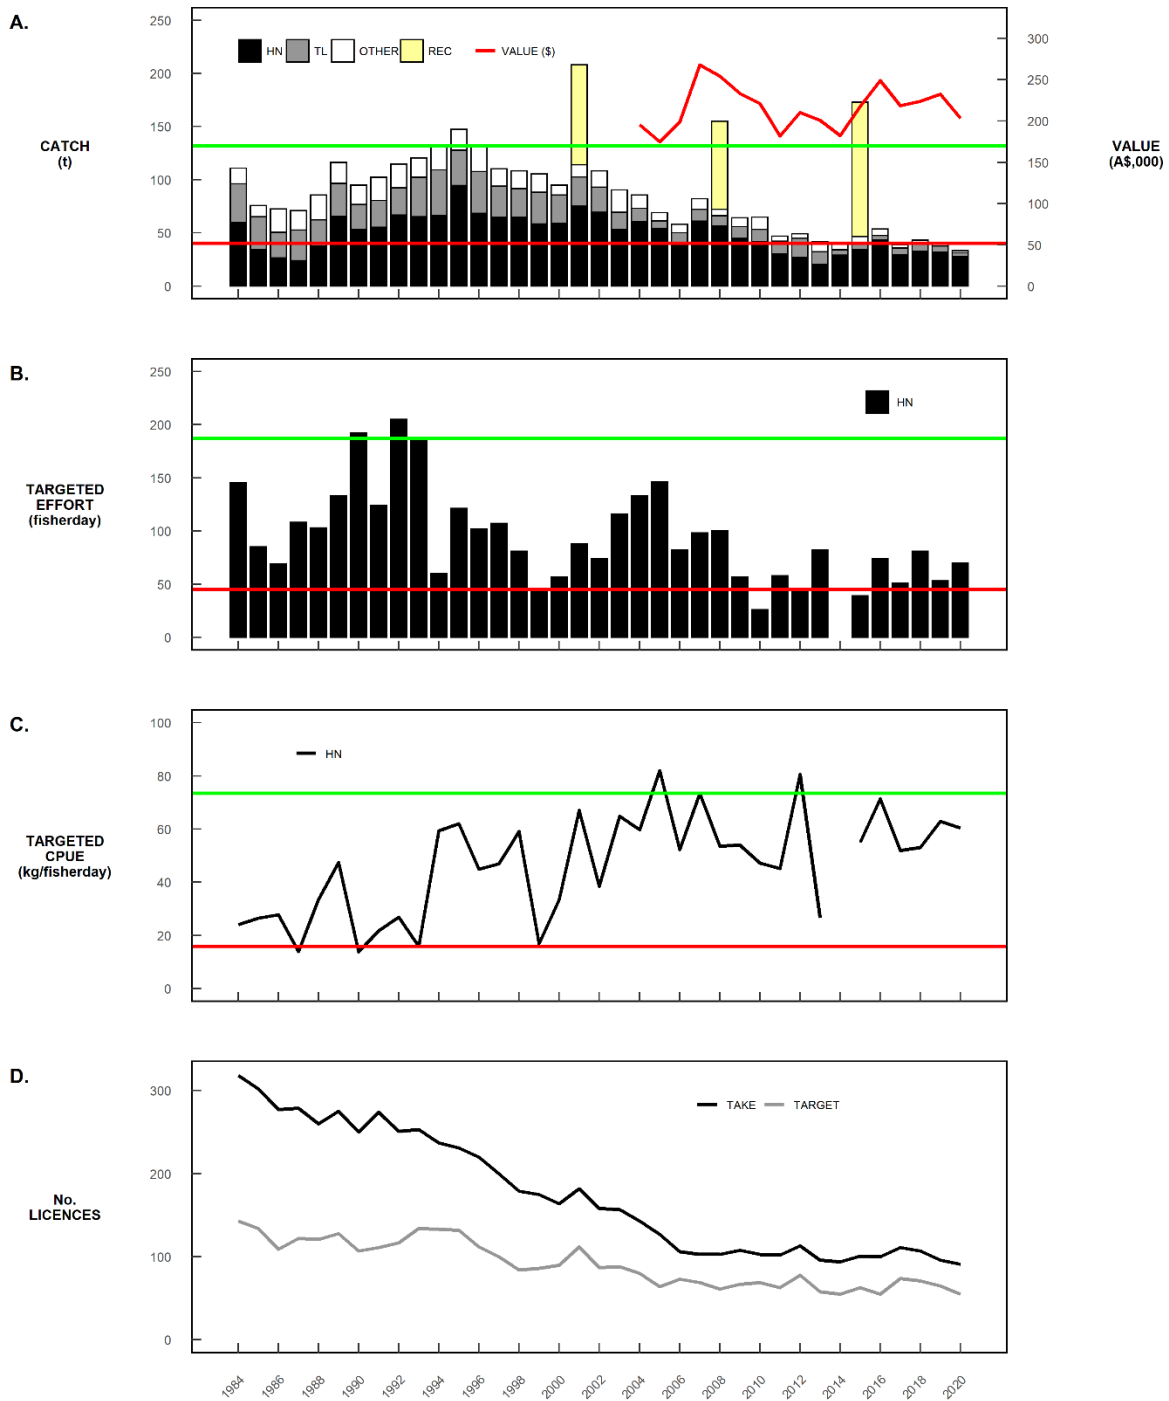 A.
250
200
150
100
50
0
CATCH
(t)
HN TL OTHER REC VALUE ($)
300
250
200
150
100
50
0
VALUE
(A$,000)
B.
250
200
150
100
50
0
TARGETED
EFFORT
(fisherday)
HN
C.
100
80
60
40
20
0
TARGETED
CPUE
(kg/fisherday)
HN
D.
300
200
100
0
No.
LICENCES
TAKE TARGET
1984 1986 1988 1990 1992 1994 1996 1998 2000 2002 2004 2006 2008 2010 2012 2014 2016 2018 2020